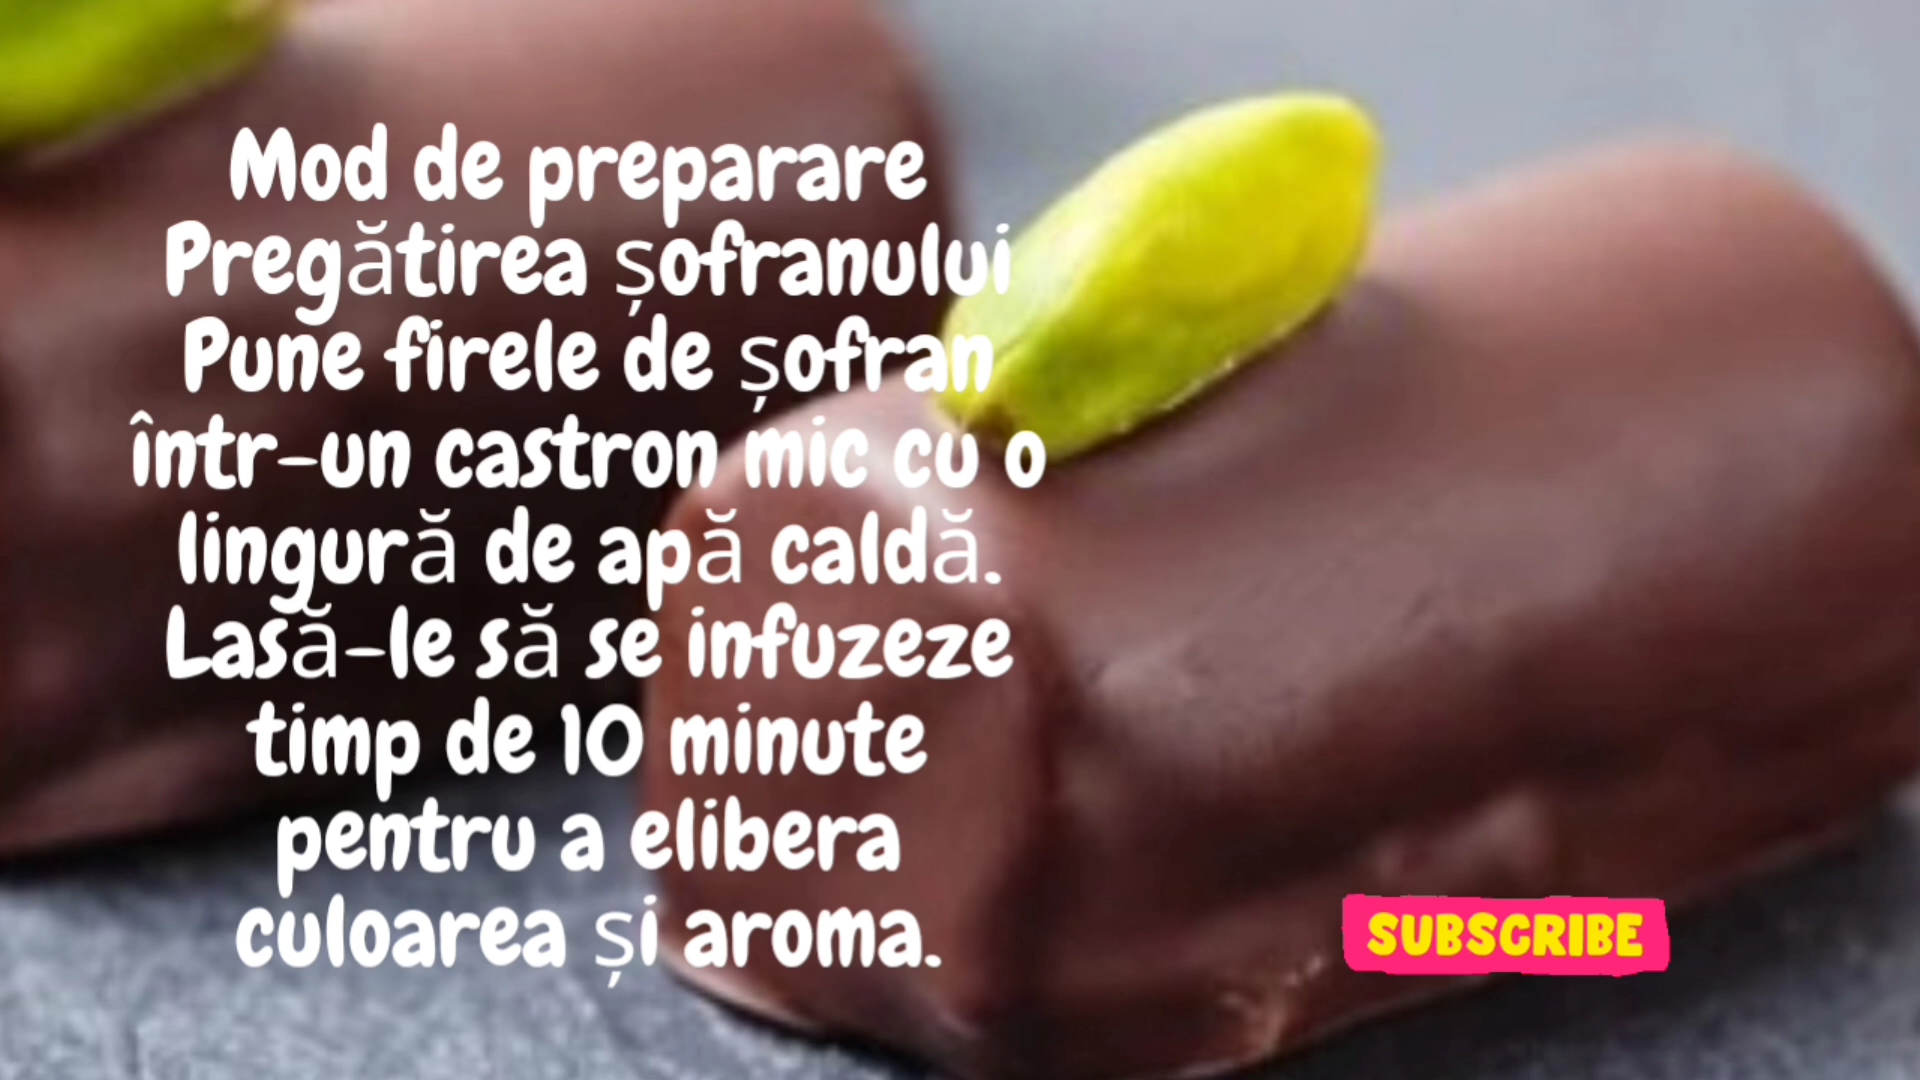 Mod de preparare
Pregătirea șofranului
Pune firele de șofran
într-un castron mic cu o
lingură de apă caldă.
Lasă-le să se infuzeze
timp de 10 minute
pentru a elibera
culoarea și aroma.
SUBSCRIBE